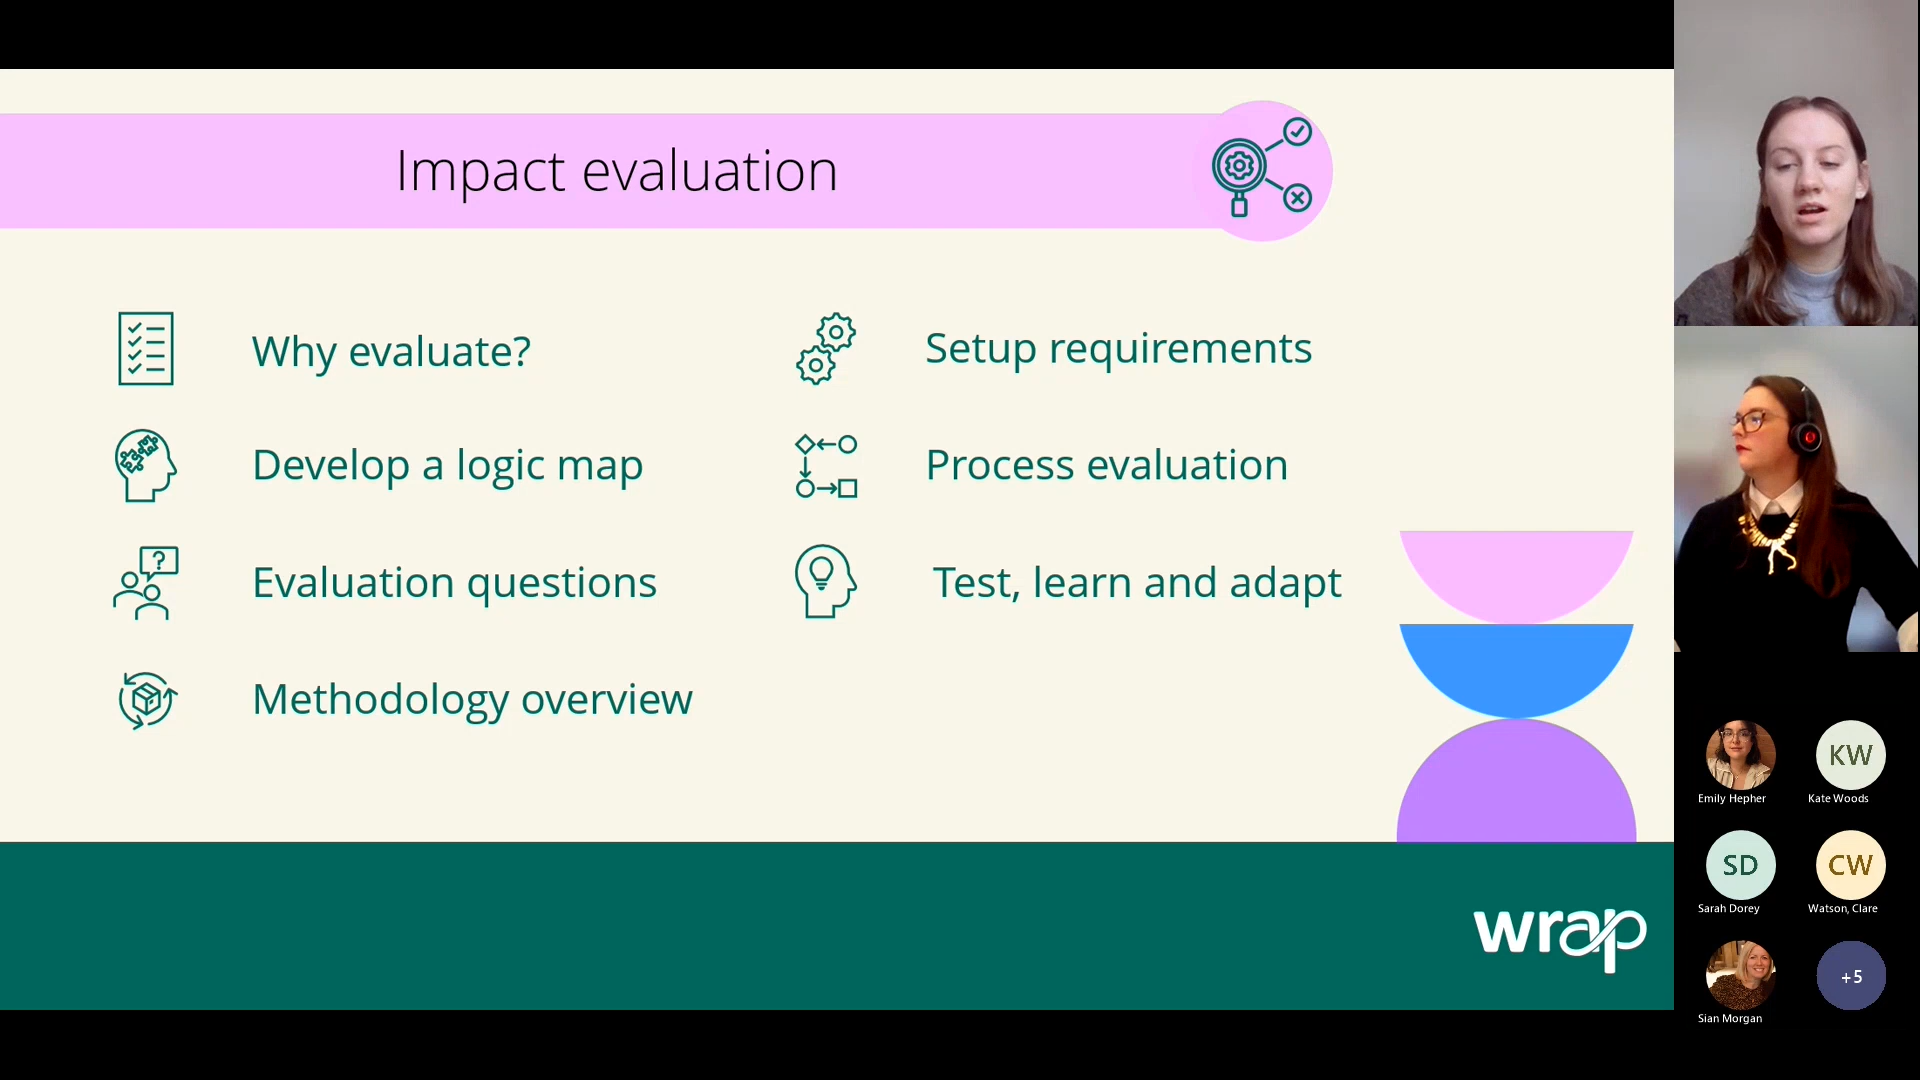 Impact evaluation
Why evaluate?
Develop a logic map
Evaluation questions
Methodology overview
Setup requirements
Process evaluation
Test, learn and adapt
wrap
Emily Hepher
KW
Kate Woods
SD
Sarah Dorey
CW
Watson, Clare
Sian Morgan
+5